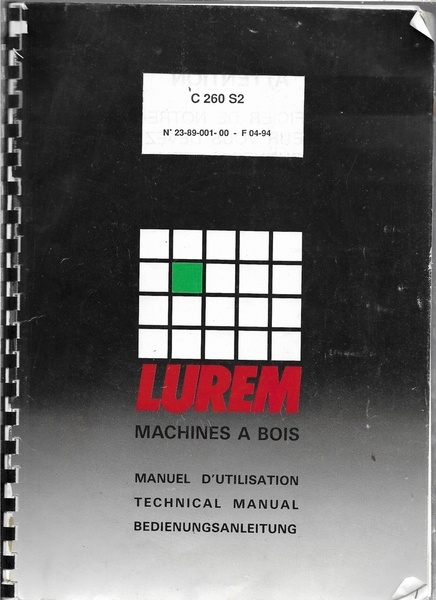 C 260 S2
N° 23-89-001-00 - F 04-94
LUREM
MACHINES A BOIS
MANUEL D'UTILISATION
TECHNICAL MANUAL
BEDIENUNGSANLEITUNG